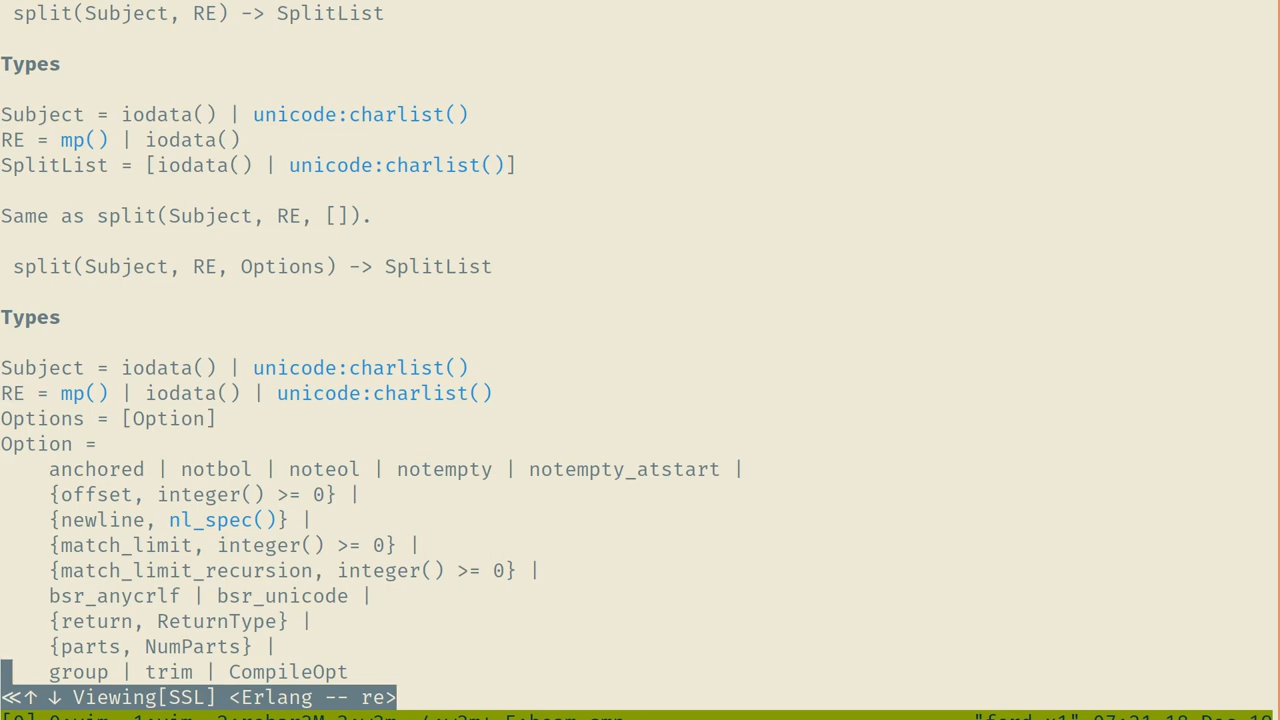 split(Subject, RE) -> SplitList
Types
Subject = iodata() | unicode:charlist()
RE = mp() | iodata()
SplitList = [iodata() | unicode:charlist()]
Same as split(Subject, RE, []).
split(Subject, RE, Options) -> SplitList
Types
Subject = iodata() | unicode:charlist()
RE = mp() | iodata() | unicode:charlist()
Options = [Option]
Option =
anchored | notbol | noteol | notempty | notempty_atstart |
{offset, integer() >= 0} |
{newline, nl_spec()} |
{match_limit, integer() >= 0} |
{match_limit_recursion, integer() >= 0} |
bsr_anycrlf | bsr_unicode |
{return, ReturnType} |
{parts, NumParts} |
group | trim | CompileOpt
≪↑ ↓ Viewing[SSL] <Erlang -- re>